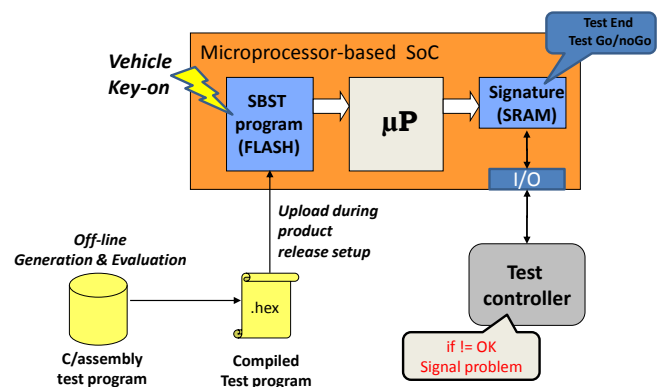 Test End
Test Go/noGo
Vehicle
Key-on
Microprocessor-based SoC
SBST
program
(FLASH)
µP
Signature
(SRAM)
I/O
Upload during
product
release setup
Off-line
Generation & Evaluation
.hex
Test
controller
C/assembly
test program
Compiled
Test program
if != OK
Signal problem